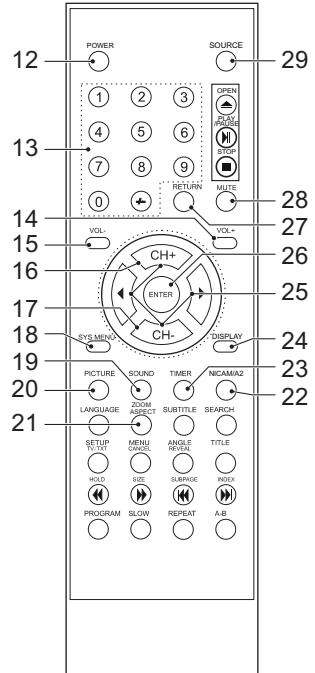 POWER SOURCE
12 29
OPEN
1 2 3
PLAY
/PAUSE
13 4 5 6
STOP
7 8 9
0 -/-- RETURN MUTE 28
27
14 VOL- VOL+
15 26
16 CH+
ENTER 25
17 CH-
18 SYS MENU DISPLAY 24
19 23
20 PICTURE SOUND TIMER NICAM/A2
21 22
LANGUAGE ZOOM SUBTITLE SEARCH
ASPECT
SETUP MENU ANGLE TITLE
TV/TXT CANCEL REVEAL
HOLD SIZE SUBPAGE INDEX
PROGRAM SLOW REPEAT A-B